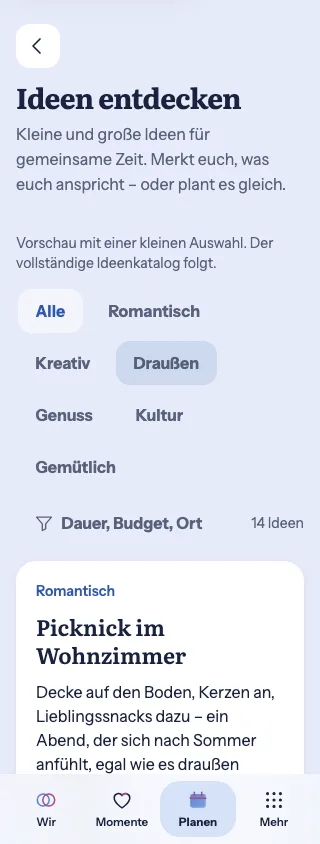 Ideen entdecken
Kleine und große Ideen für
gemeinsame Zeit. Merkt euch, was
euch anspricht – oder plant es gleich.
Vorschau mit einer kleinen Auswahl. Der
vollständige Ideenkatalog folgt.
Alle Romantisch
Kreativ Draußen
Genuss Kultur
Gemütlich
Dauer, Budget, Ort 14 Ideen
Romantisch
Picknick im
Wohnzimmer
Decke auf den Boden, Kerzen an,
Lieblingssnacks dazu – ein
Abend, der sich nach Sommer
anfühlt, egal wie es draußen
Wir Momente Planen Mehr